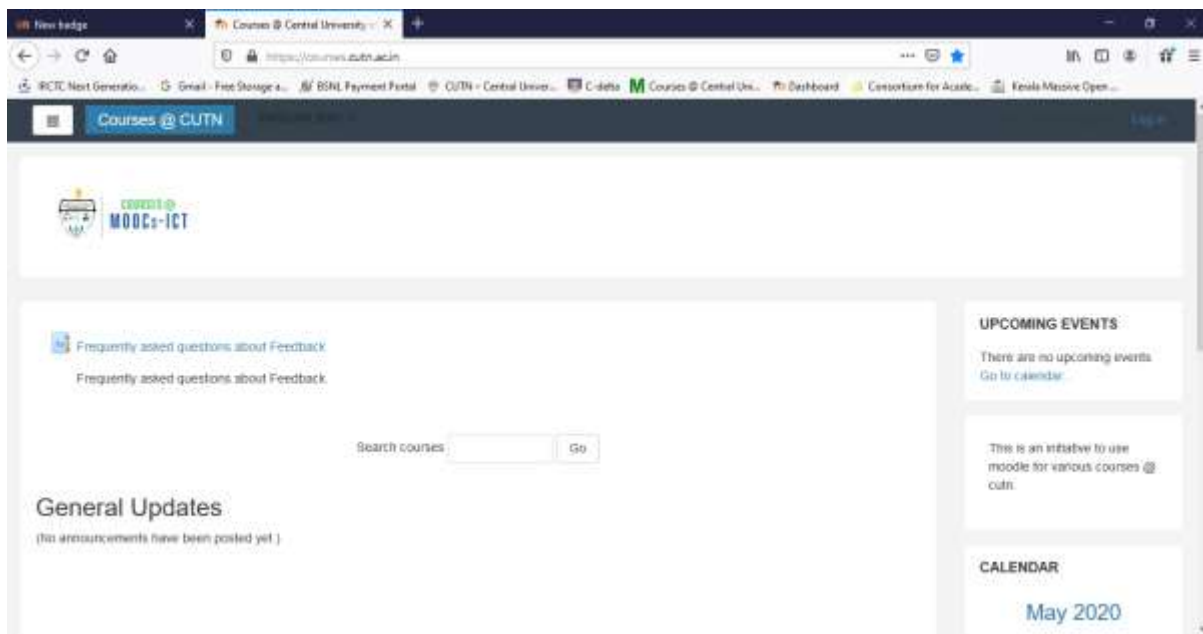 New badge
Courses @ Central University -
https://courses.cutn.ac.in
IRCTC Next Generatio...
Gmail - Free Storage a...
BSNL Payment Portal
CUTN - Central Univer...
C-delta
Courses @ Central Uni...
Dashboard
Consortium for Acade...
Kerala Massive Open ...
Courses @ CUTN
Log in
COURSES @
MOOCs-ICT
Frequently asked questions about Feedback
Frequently asked questions about Feedback
Search courses
Go
General Updates
(No announcements have been posted yet.)
UPCOMING EVENTS
There are no upcoming events
Go to calendar...
This is an initiative to use
moodle for various courses @
cutn.
CALENDAR
May 2020